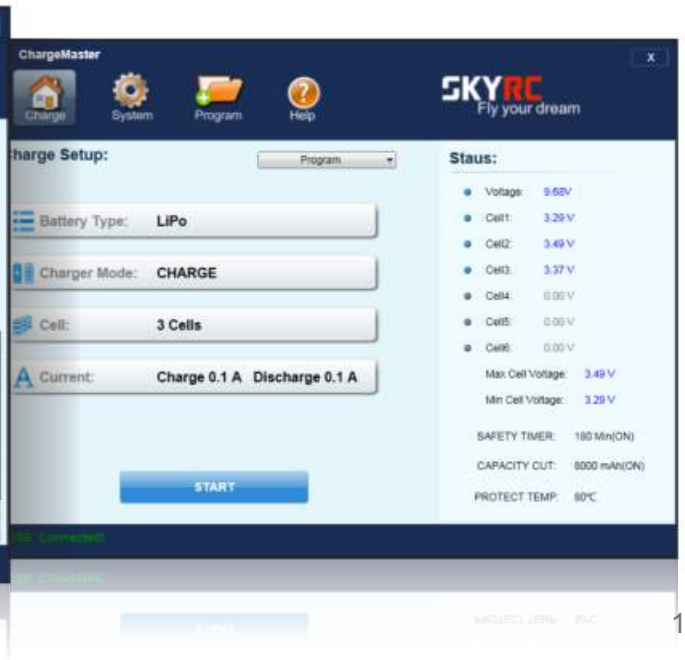 ChargeMaster
X
Charge
System
Program
Help
SKYRC
Fly your dream
harge Setup:
Program
Battery Type: LiPo
Charger Mode: CHARGE
Cell: 3 Cells
Current: Charge 0.1 A Discharge 0.1 A
START
Connected!
Staus:
Voltage: 9.68V
Cell1: 3.29 V
Cell2: 3.49 V
Cell3: 3.37 V
Cell4: 0.00 V
Cell5: 0.00 V
Cell6: 0.00 V
Max Cell Voltage: 3.49 V
Min Cell Voltage: 3.29 V
SAFETY TIMER: 180 Min(ON)
CAPACITY CUT: 8000 mAh(ON)
PROTECT TEMP: 80℃
1